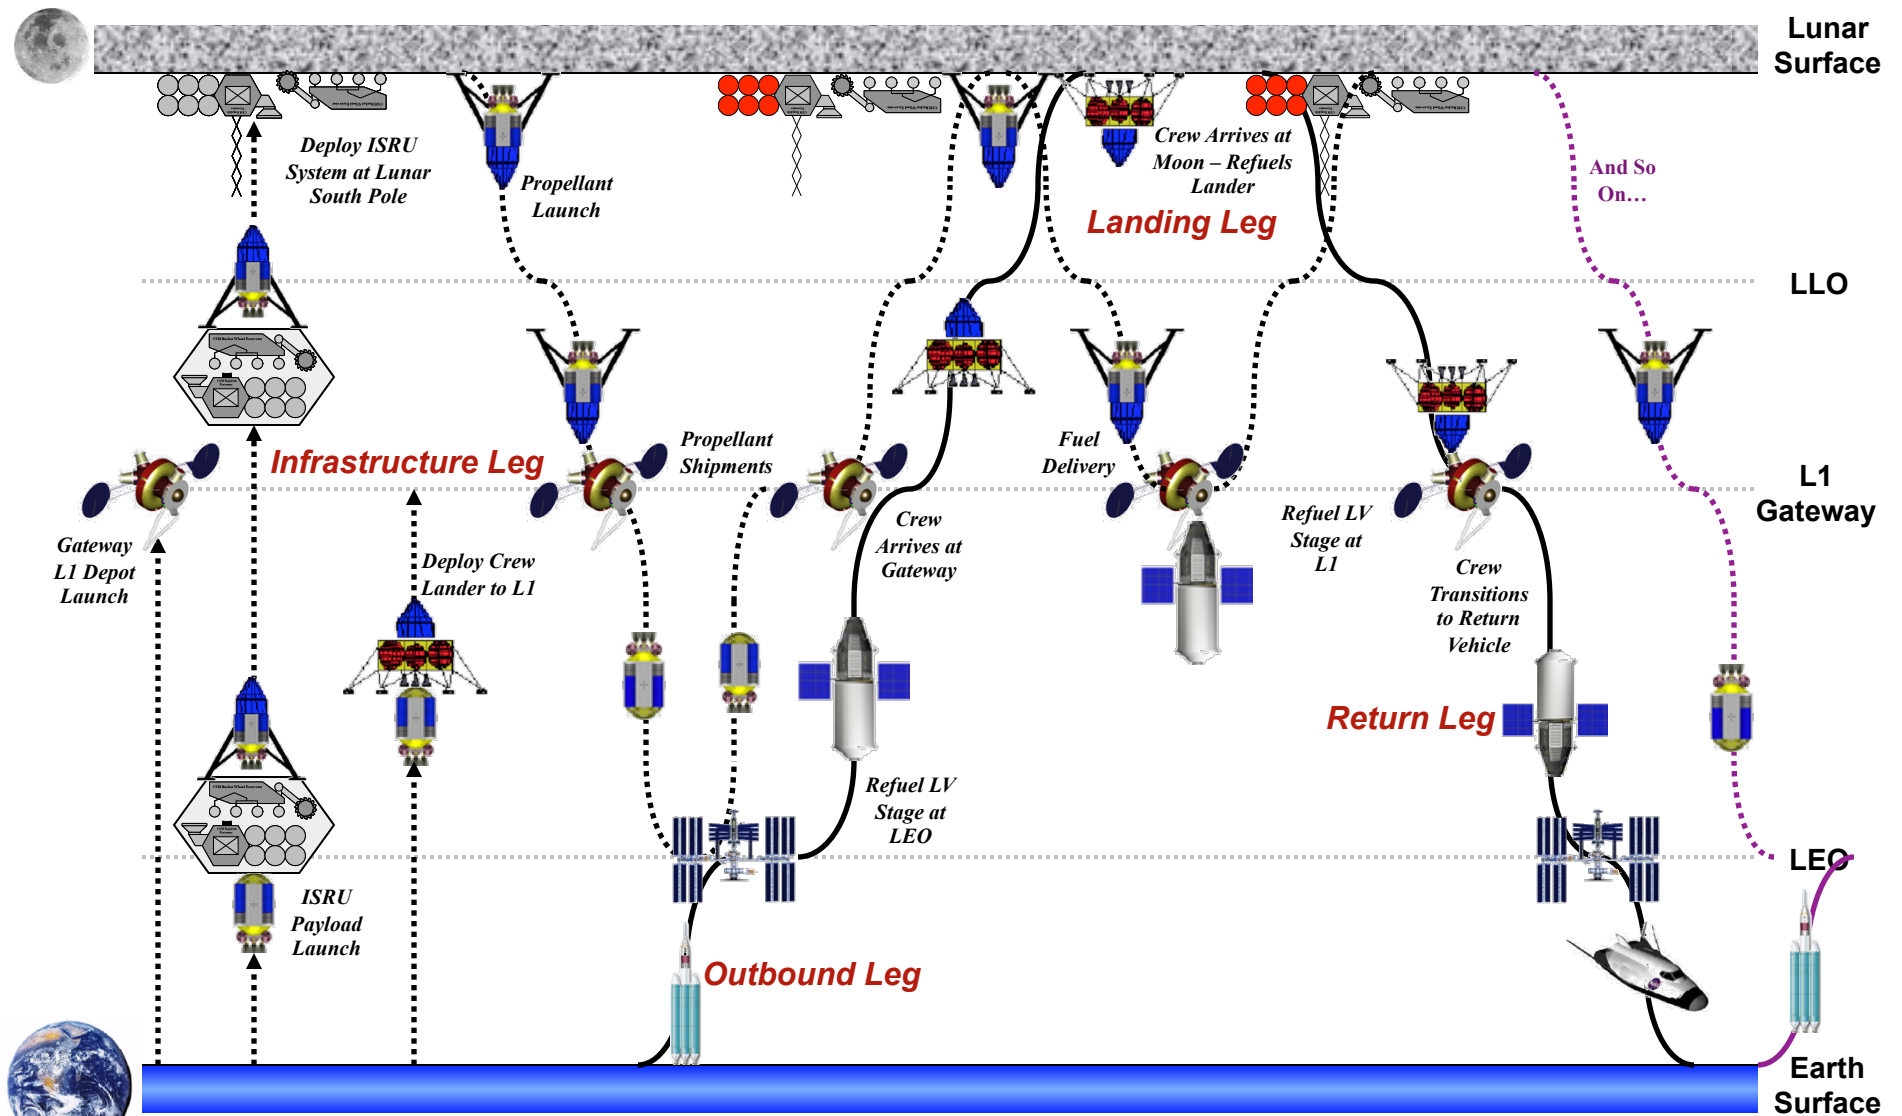 Lunar
Surface
Deploy ISRU
System at Lunar
South Pole
Propellant
Launch
Crew Arrives at
Moon – Refuels
Lander
And So
On…
Landing Leg
LLO
Infrastructure Leg
Propellant
Shipments
Fuel
Delivery
L1
Gateway
Gateway
L1 Depot
Launch
Deploy Crew
Lander to L1
Crew
Arrives at
Gateway
Refuel LV
Stage at
L1
Crew
Transitions
to Return
Vehicle
Return Leg
Refuel LV
Stage at
LEO
LEO
ISRU
Payload
Launch
Outbound Leg
Earth
Surface